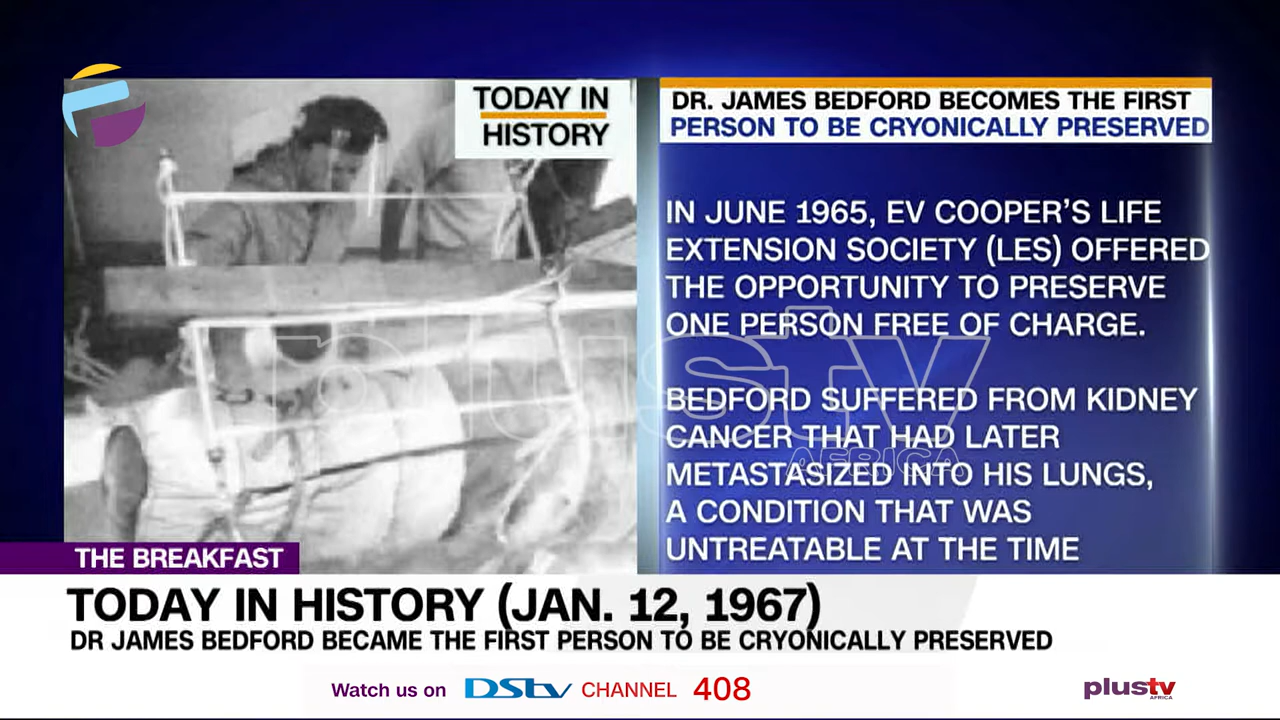 TODAY IN
HISTORY
DR. JAMES BEDFORD BECOMES THE FIRST
PERSON TO BE CRYONICALLY PRESERVED
IN JUNE 1965, EV COOPER'S LIFE
EXTENSION SOCIETY (LES) OFFERED
THE OPPORTUNITY TO PRESERVE
ONE PERSON FREE OF CHARGE.
BEDFORD SUFFERED FROM KIDNEY
CANCER THAT HAD LATER
METASTASIZED INTO HIS LUNGS,
A CONDITION THAT WAS
UNTREATABLE AT THE TIME
plustv
AFRICA
THE BREAKFAST
TODAY IN HISTORY (JAN. 12, 1967)
DR JAMES BEDFORD BECAME THE FIRST PERSON TO BE CRYONICALLY PRESERVED
Watch us on DStv CHANNEL 408
plustv
AFRICA